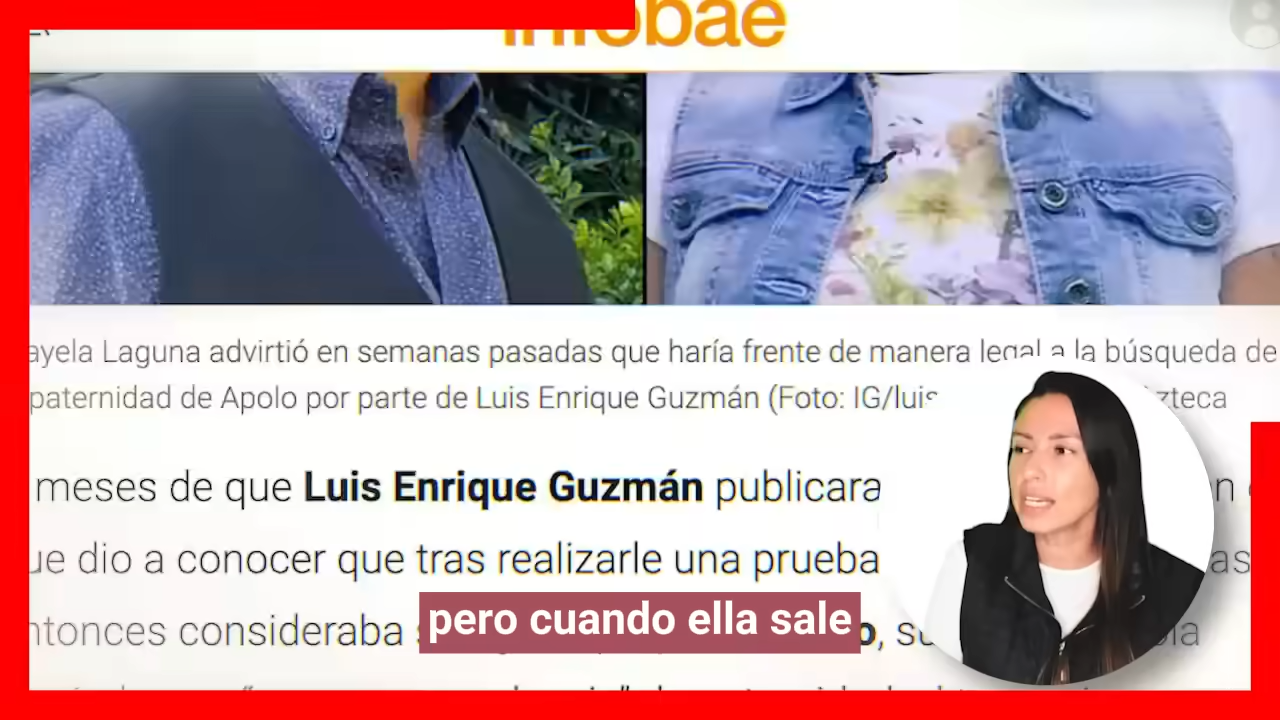 infobae
ayela Laguna advirtió en semanas pasadas que haría frente de manera legal a la búsqueda de
paternidad de Apolo por parte de Luis Enrique Guzmán (Foto: IG/luis zteca
meses de que Luis Enrique Guzmán publicara
ue dio a conocer que tras realizarle una prueba as
ntonces consideraba
pero cuando ella sale